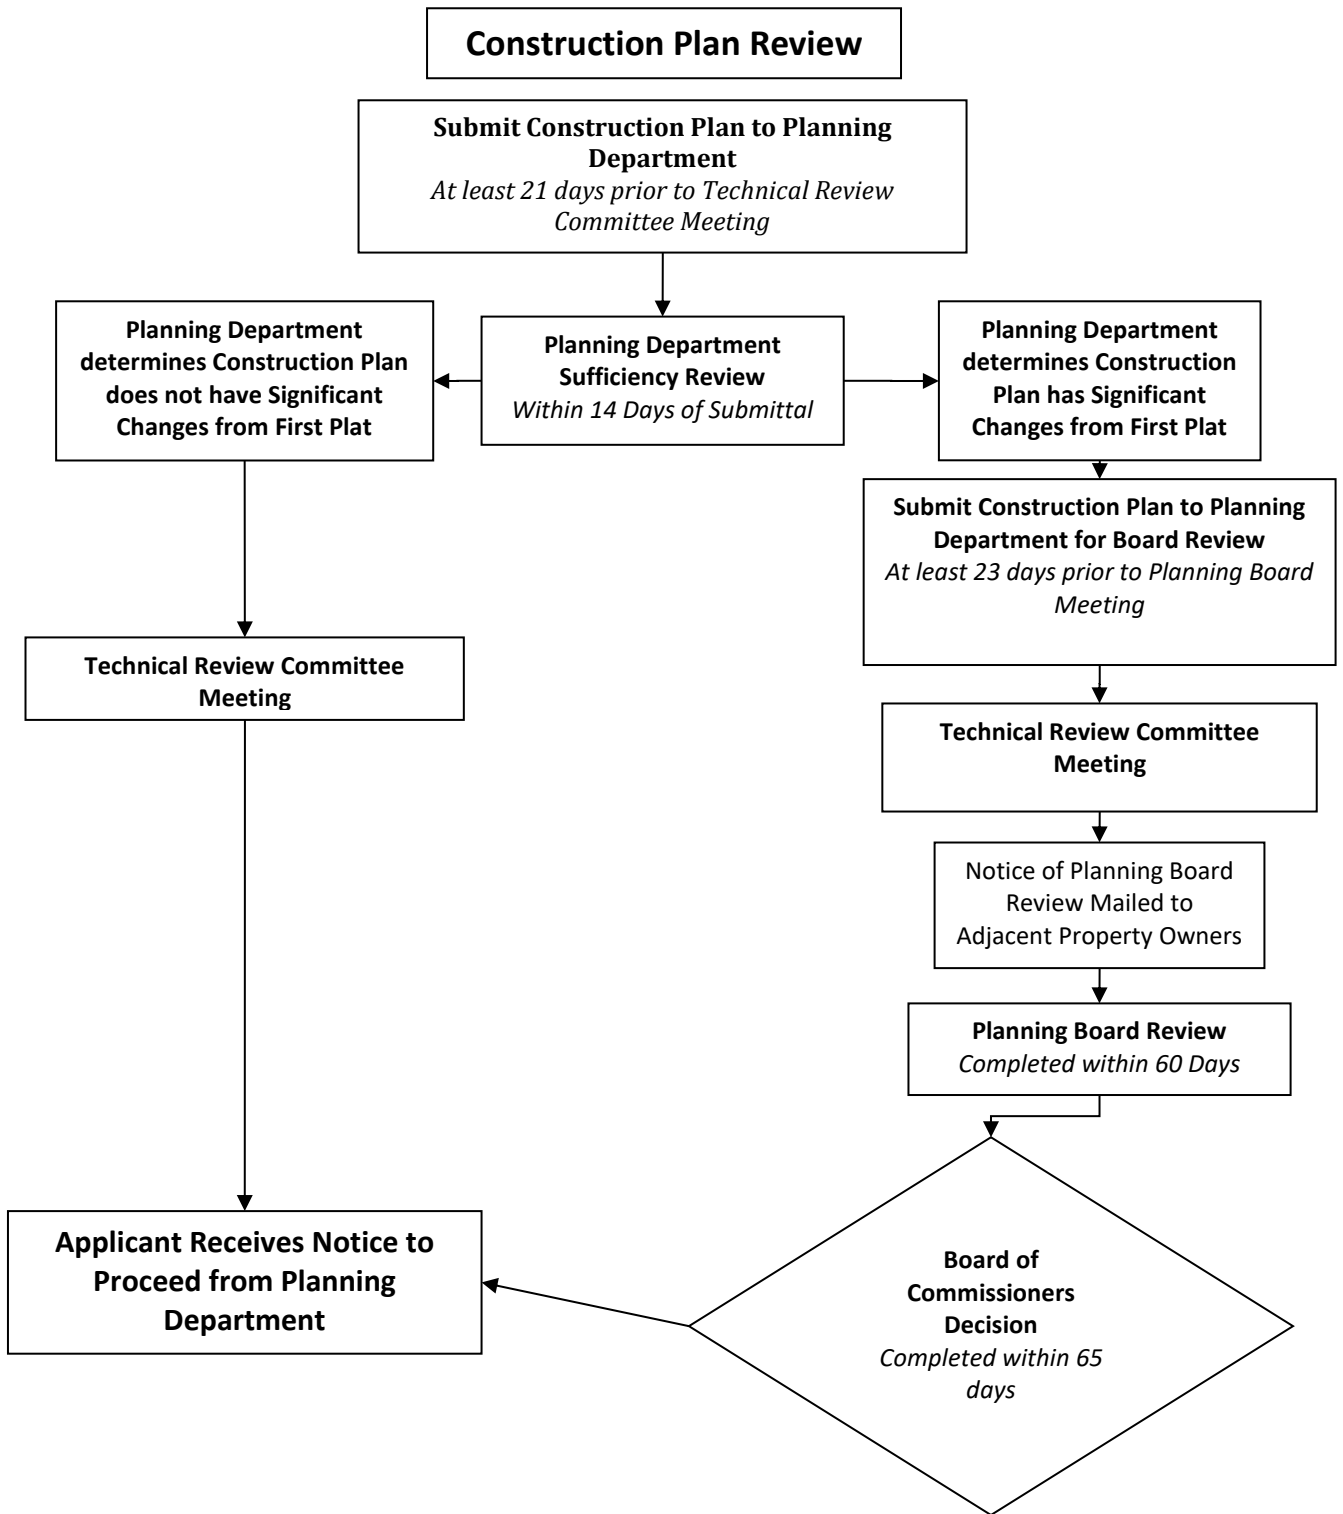 Construction Plan Review
Submit Construction Plan to Planning
Department
At least 21 days prior to Technical Review
Committee Meeting
Planning Department
determines Construction Plan
does not have Significant
Changes from First Plat
Planning Department
Sufficiency Review
Within 14 Days of Submittal
Planning Department
determines Construction
Plan has Significant
Changes from First Plat
Submit Construction Plan to Planning
Department for Board Review
At least 23 days prior to Planning Board
Meeting
Technical Review Committee
Meeting
Technical Review Committee
Meeting
Notice of Planning Board
Review Mailed to
Adjacent Property Owners
Planning Board Review
Completed within 60 Days
Applicant Receives Notice to
Proceed from Planning
Department
Board of
Commissioners
Decision
Completed within 65
days